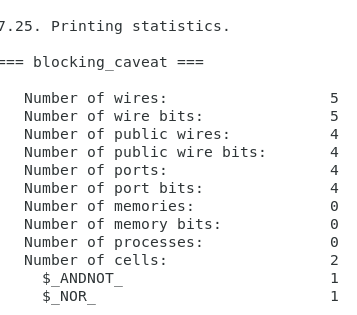 7.25. Printing statistics.
=== blocking_caveat ===
Number of wires: 5
Number of wire bits: 5
Number of public wires: 4
Number of public wire bits: 4
Number of ports: 4
Number of port bits: 4
Number of memories: 0
Number of memory bits: 0
Number of processes: 0
Number of cells: 2
$_ANDNOT_ 1
$_NOR_ 1